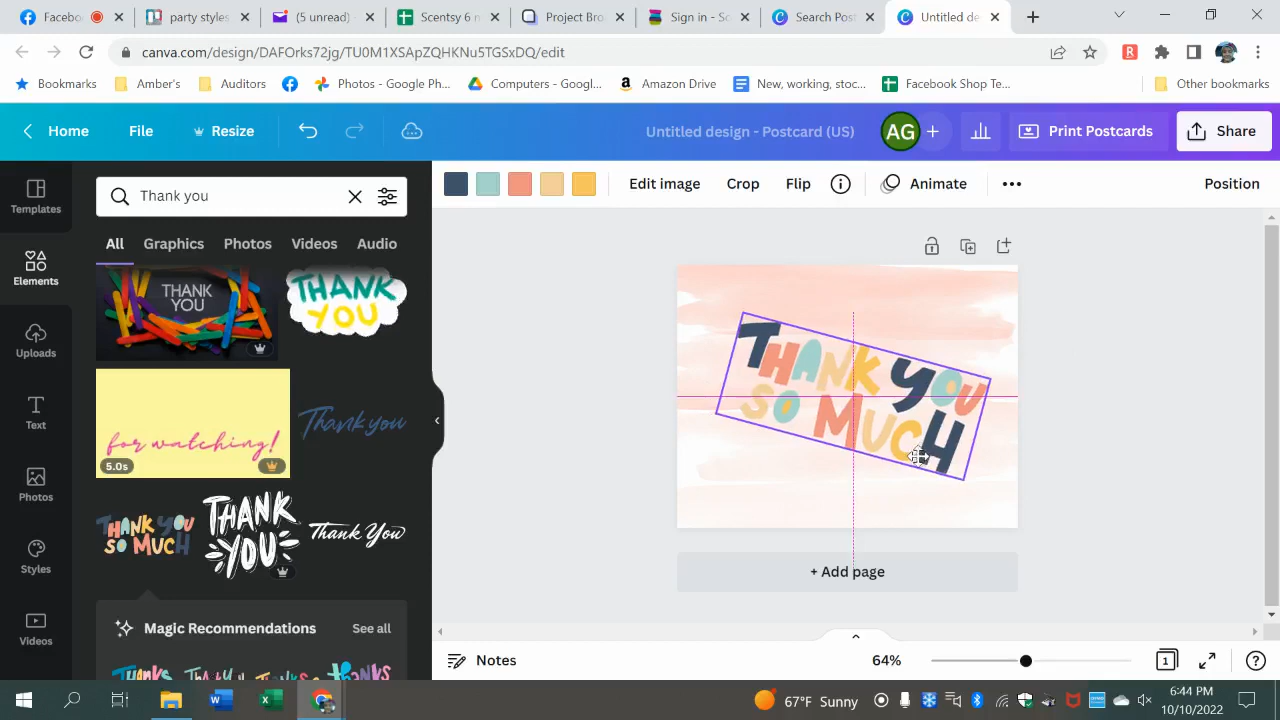 Facebo
party styles
(5 unread)
Scentsy 6 n
Project Bro
Sign in - Sc
Search Post
Untitled de
canva.com/design/DAFOrks72jg/TU0M1XSApZQHKNu5TGSxDQ/edit
Bookmarks
Amber's
Auditors
Photos - Google Ph...
Computers - Googl...
Amazon Drive
New, working, stoc...
Facebook Shop Te...
Other bookmarks
Home
File
Resize
Untitled design - Postcard (US)
AG
Print Postcards
Share
Templates
Elements
Uploads
Text
Photos
Styles
Videos
Thank you
All
Graphics
Photos
Videos
Audio
THANK
YOU
THANK
YOU
for watching!
5.0s
Thank you
THANK YOU
SO MUCH
THANK
YOU
Thank You
Magic Recommendations
See all
Edit image
Crop
Flip
Animate
Position
THANK YOU
SO MUCH
+ Add page
Notes
64%
1
67°F Sunny
6:44 PM
10/10/2022